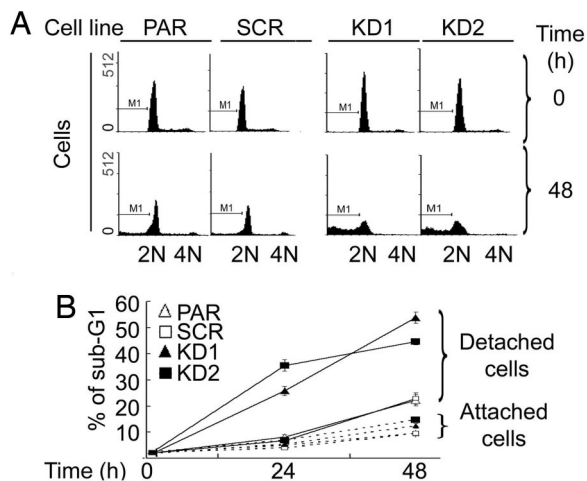 A
Cell line PAR SCR KD1 KD2 Time (h)
Cells
512
0
M1 M1 M1 M1
0
512
0
M1 M1 M1 M1
48
2N 4N 2N 4N 2N 4N 2N 4N
B
% of sub-G1
60
50
40
30
20
10
PAR
SCR
KD1
KD2
Detached cells
Attached cells
Time (h) 0 24 48